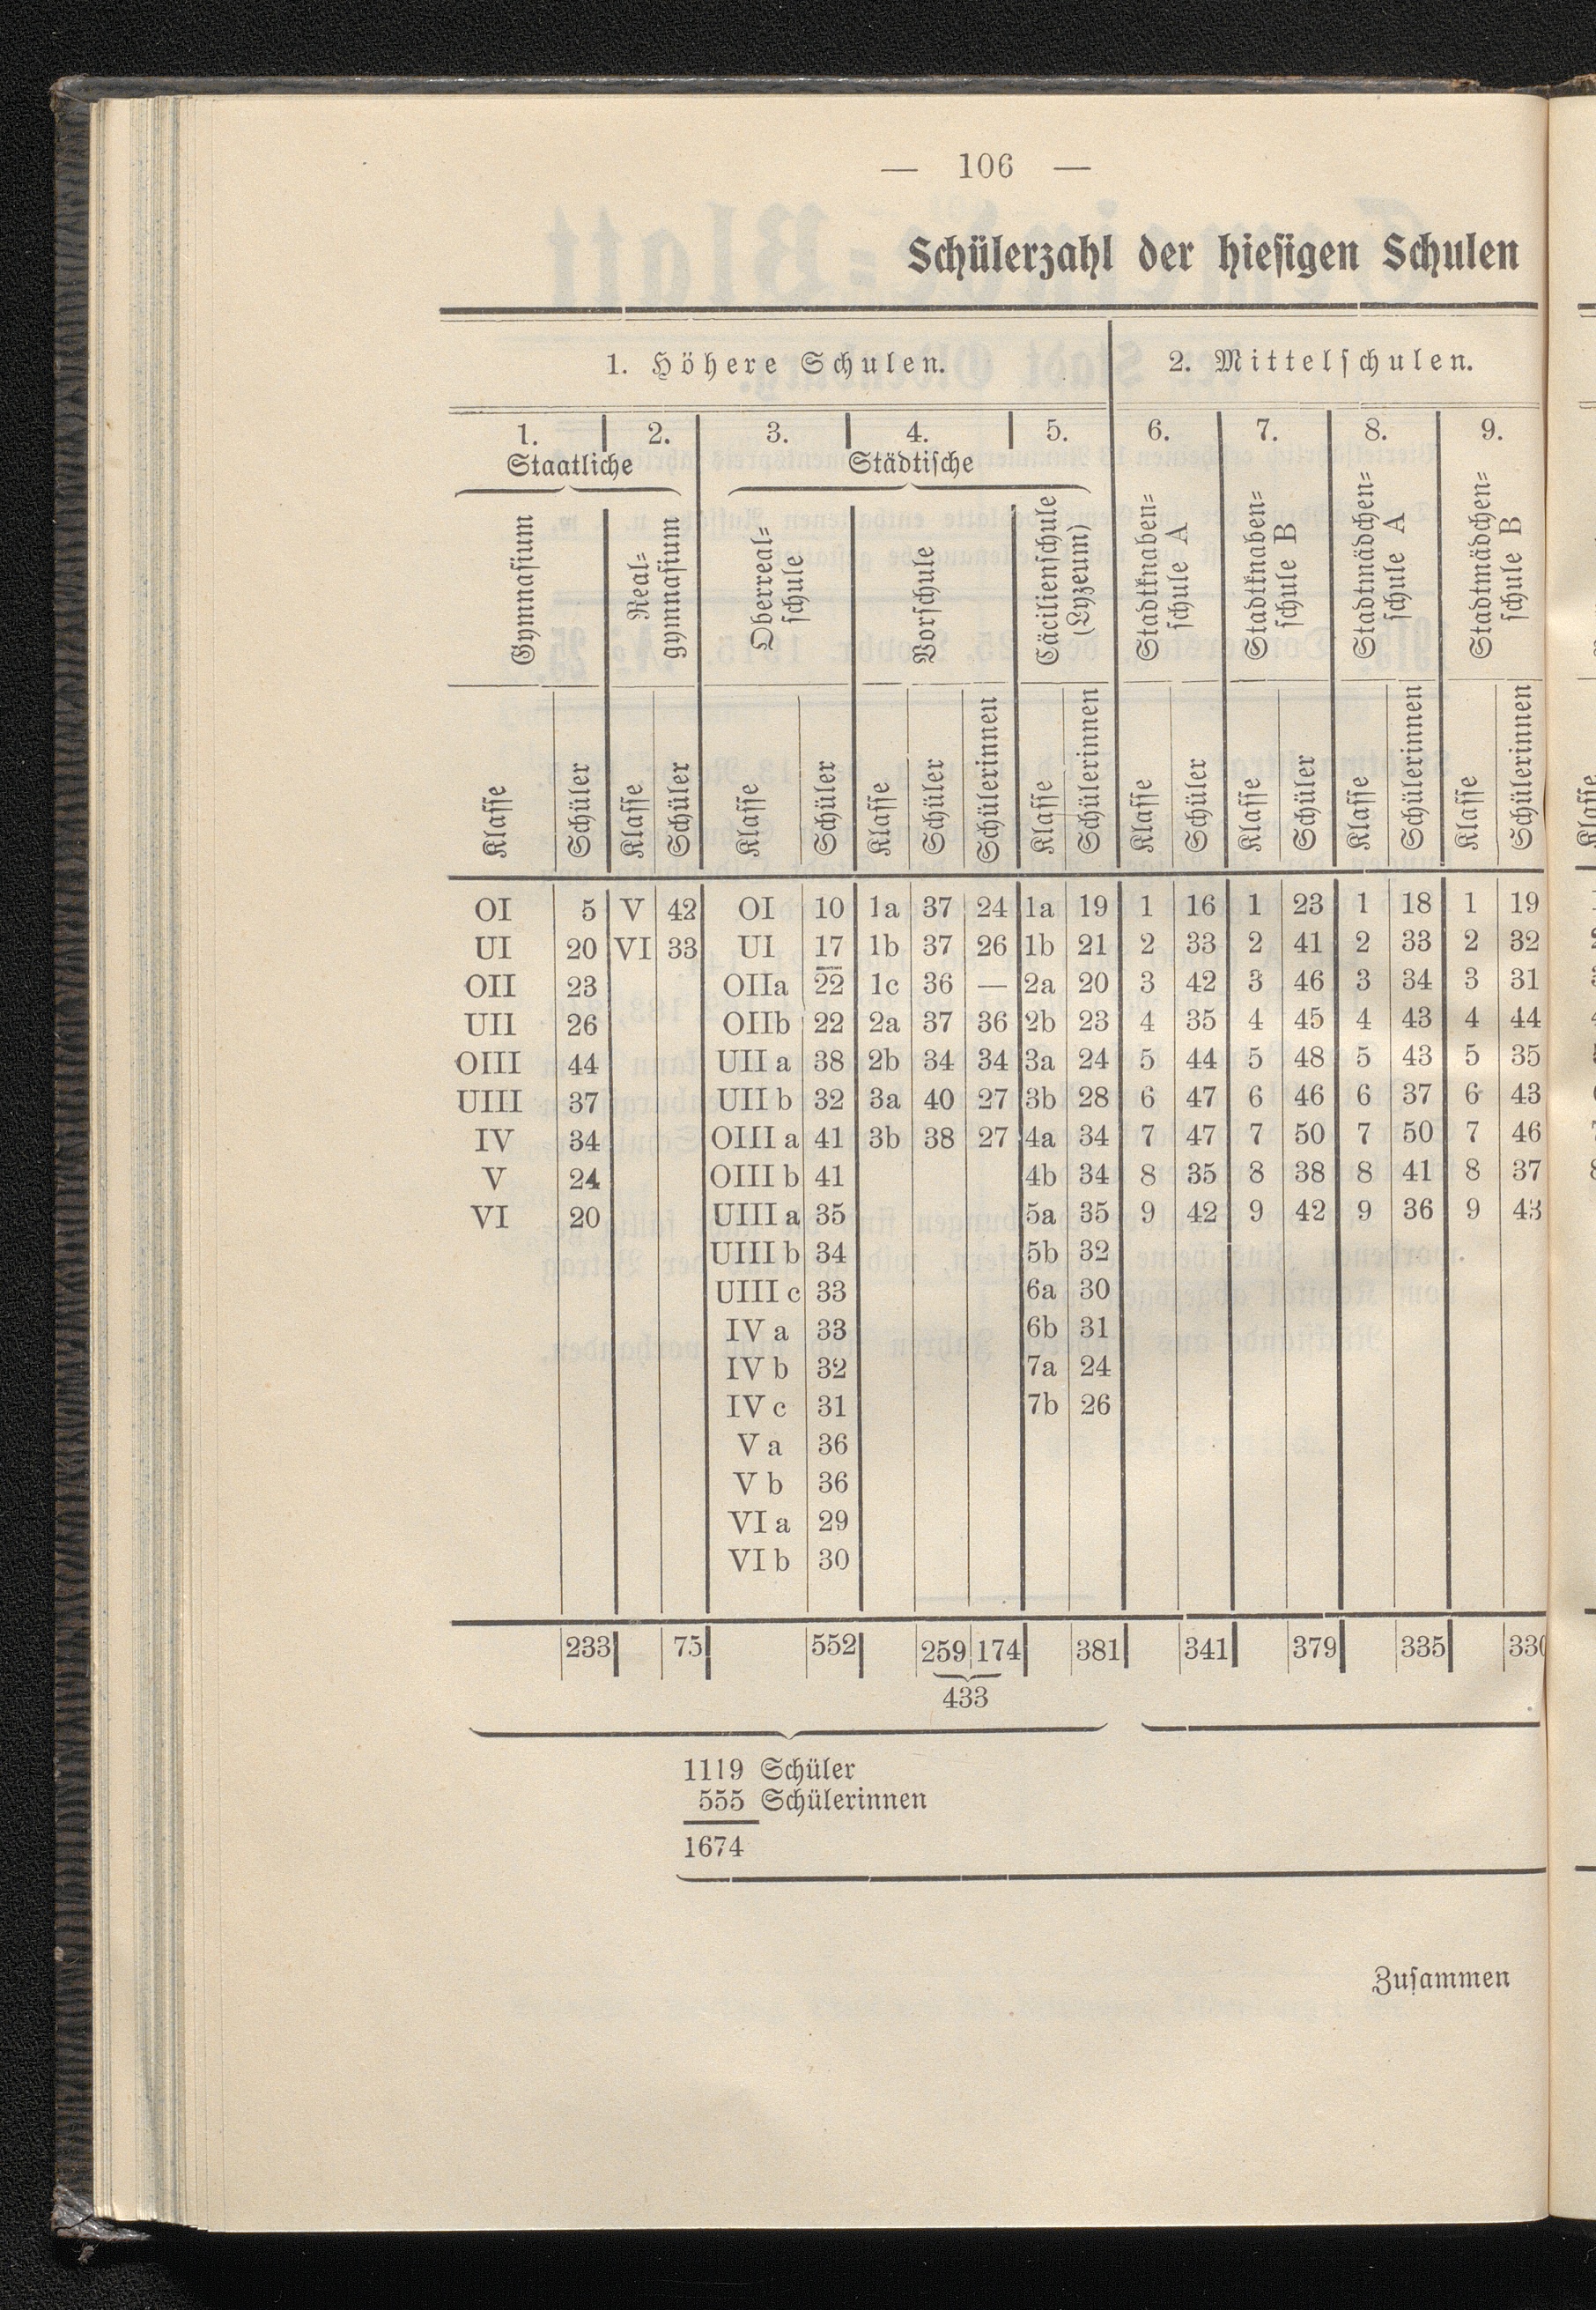 — 106 —
Schülerzahl der hiesigen Schulen
1. Höhere Schulen. 2. Mittelschulen.
1. 2. 3. 4. 5. 6. 7. 8. 9.
Staatliche Städtische
Gymnasium Real=gymnasium Oberreal=schule Vorschule Cäcilienschule (Lyzeum) Stadtknaben=schule A Stadtknaben=schule B Stadtmädchen=schule A Stadtmädchen=schule B
Klasse Schüler Klasse Schüler Klasse Schüler Klasse Schüler Schülerinnen Klasse Schülerinnen Klasse Schüler Klasse Schüler Klasse Schülerinnen Klasse Schülerinnen
OI 5 V 42 OI 10 1a 37 24 1a 19 1 16 1 23 1 18 1 19
UI 20 VI 33 UI 17 1b 37 26 1b 21 2 33 2 41 2 33 2 32
OII 23 OIIa 22 1c 36 — 2a 20 3 42 3 46 3 34 3 31
UII 26 OIIb 22 2a 37 36 2b 23 4 35 4 45 4 43 4 44
OIII 44 UII a 38 2b 34 34 3a 24 5 44 5 48 5 43 5 35
UIII 37 UII b 32 3a 40 27 3b 28 6 47 6 46 6 37 6 43
IV 34 OIII a 41 3b 38 27 4a 34 7 47 7 50 7 50 7 46
V 24 OIII b 41 4b 34 8 35 8 38 8 41 8 37
VI 20 UIII a 35 5a 35 9 42 9 42 9 36 9 43
UIII b 34 5b 32
UIII c 33 6a 30
IV a 33 6b 31
IV b 32 7a 24
IV c 31 7b 26
V a 36
V b 36
VI a 29
VI b 30
233 75 552 259 174 381 341 379 335 330
433
1119 Schüler
555 Schülerinnen
1674
Zusammen